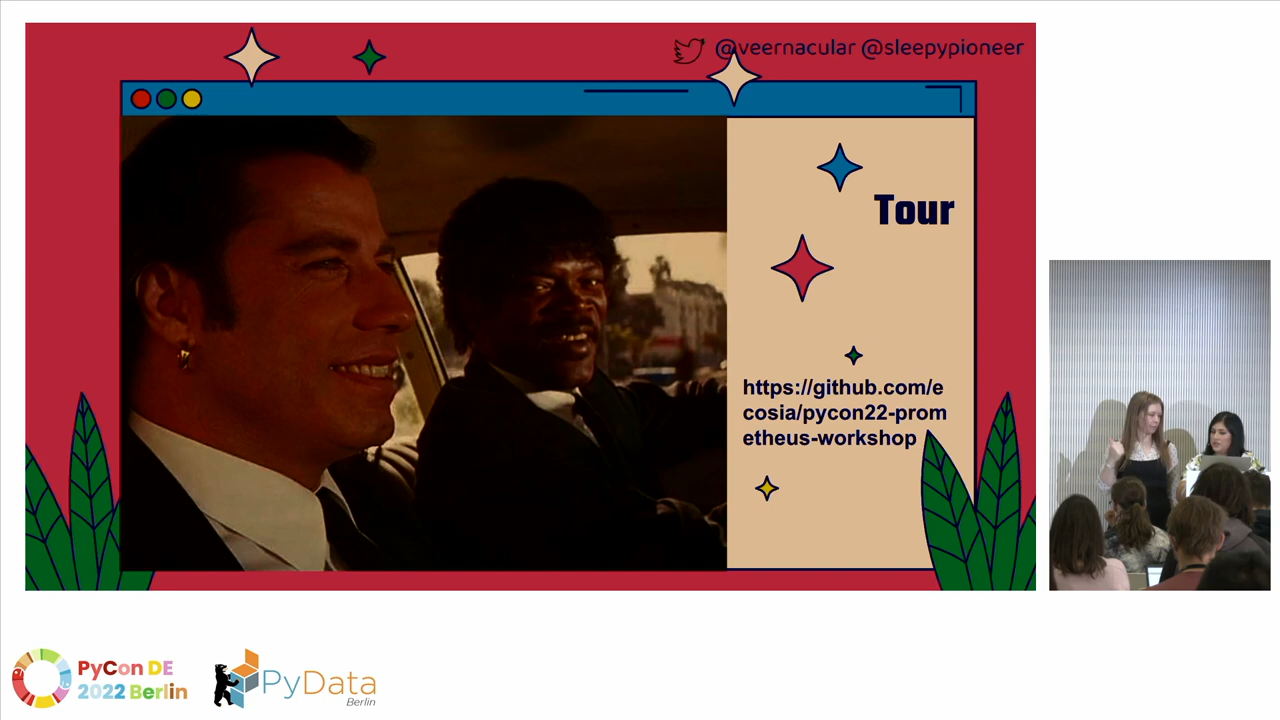 @veernacular @sleepypioneer
Tour
https://github.com/e
cosia/pycon22-prom
etheus-workshop
PyCon DE
2022 Berlin
PyData
Berlin